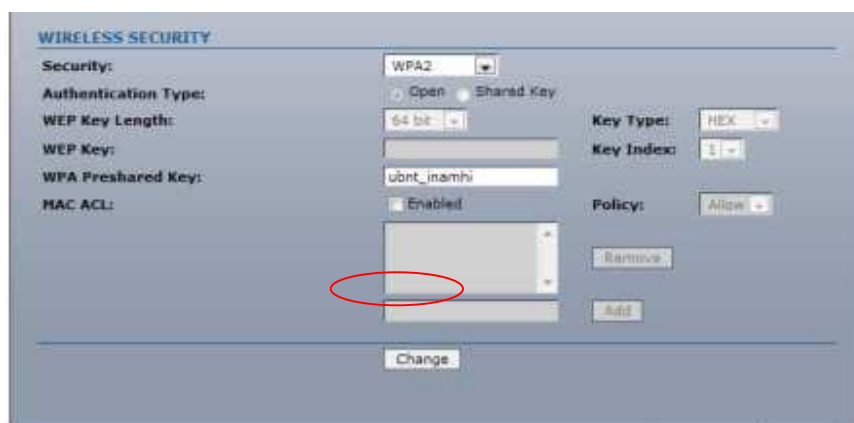 WIRELESS SECURITY
Security: WPA2
Authentication Type: Open Shared Key
WEP Key Length: 64 bit Key Type: HEX
WEP Key: Key Index: 1
WPA Preshared Key: ubnt_inamhi
MAC ACL: Enabled Policy: Allow
Remove
Add
Change